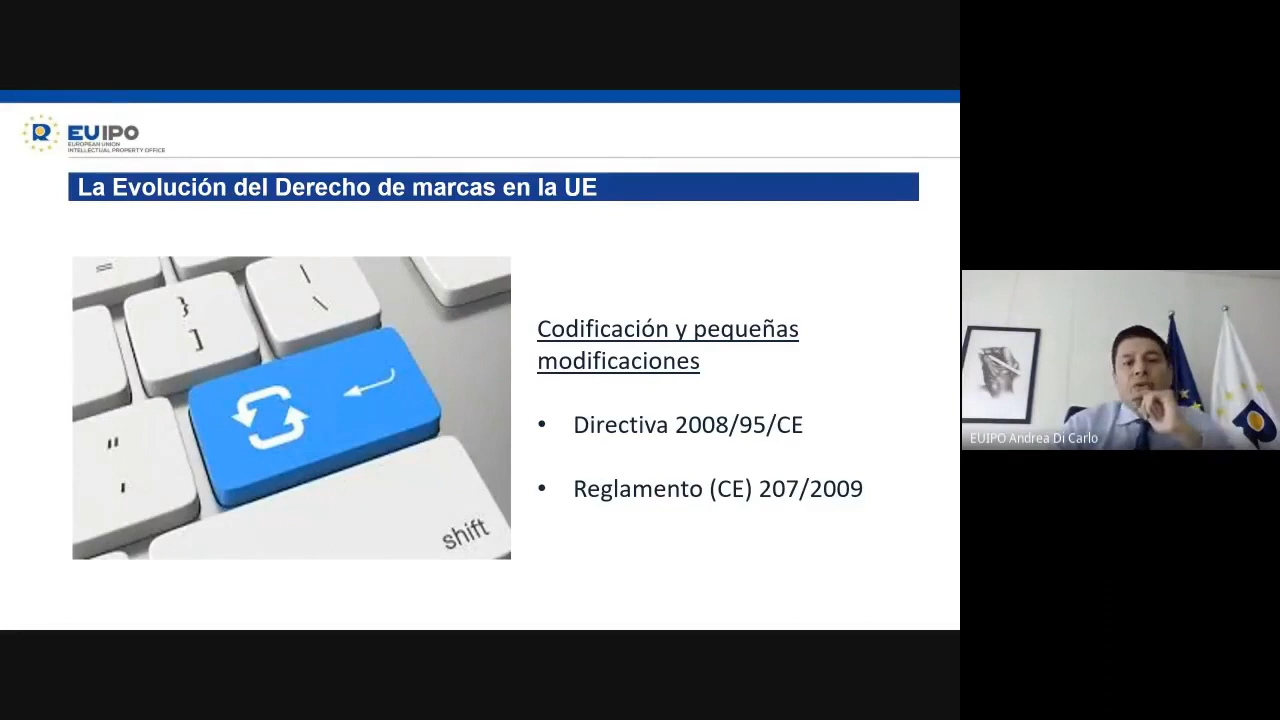 EUIPO
EUROPEAN UNION
INTELLECTUAL PROPERTY OFFICE
La Evolución del Derecho de marcas en la UE
=
}
]
|
\
"
'
shift
Codificación y pequeñas
modificaciones
• Directiva 2008/95/CE
• Reglamento (CE) 207/2009
EUIPO Andrea Di Carlo